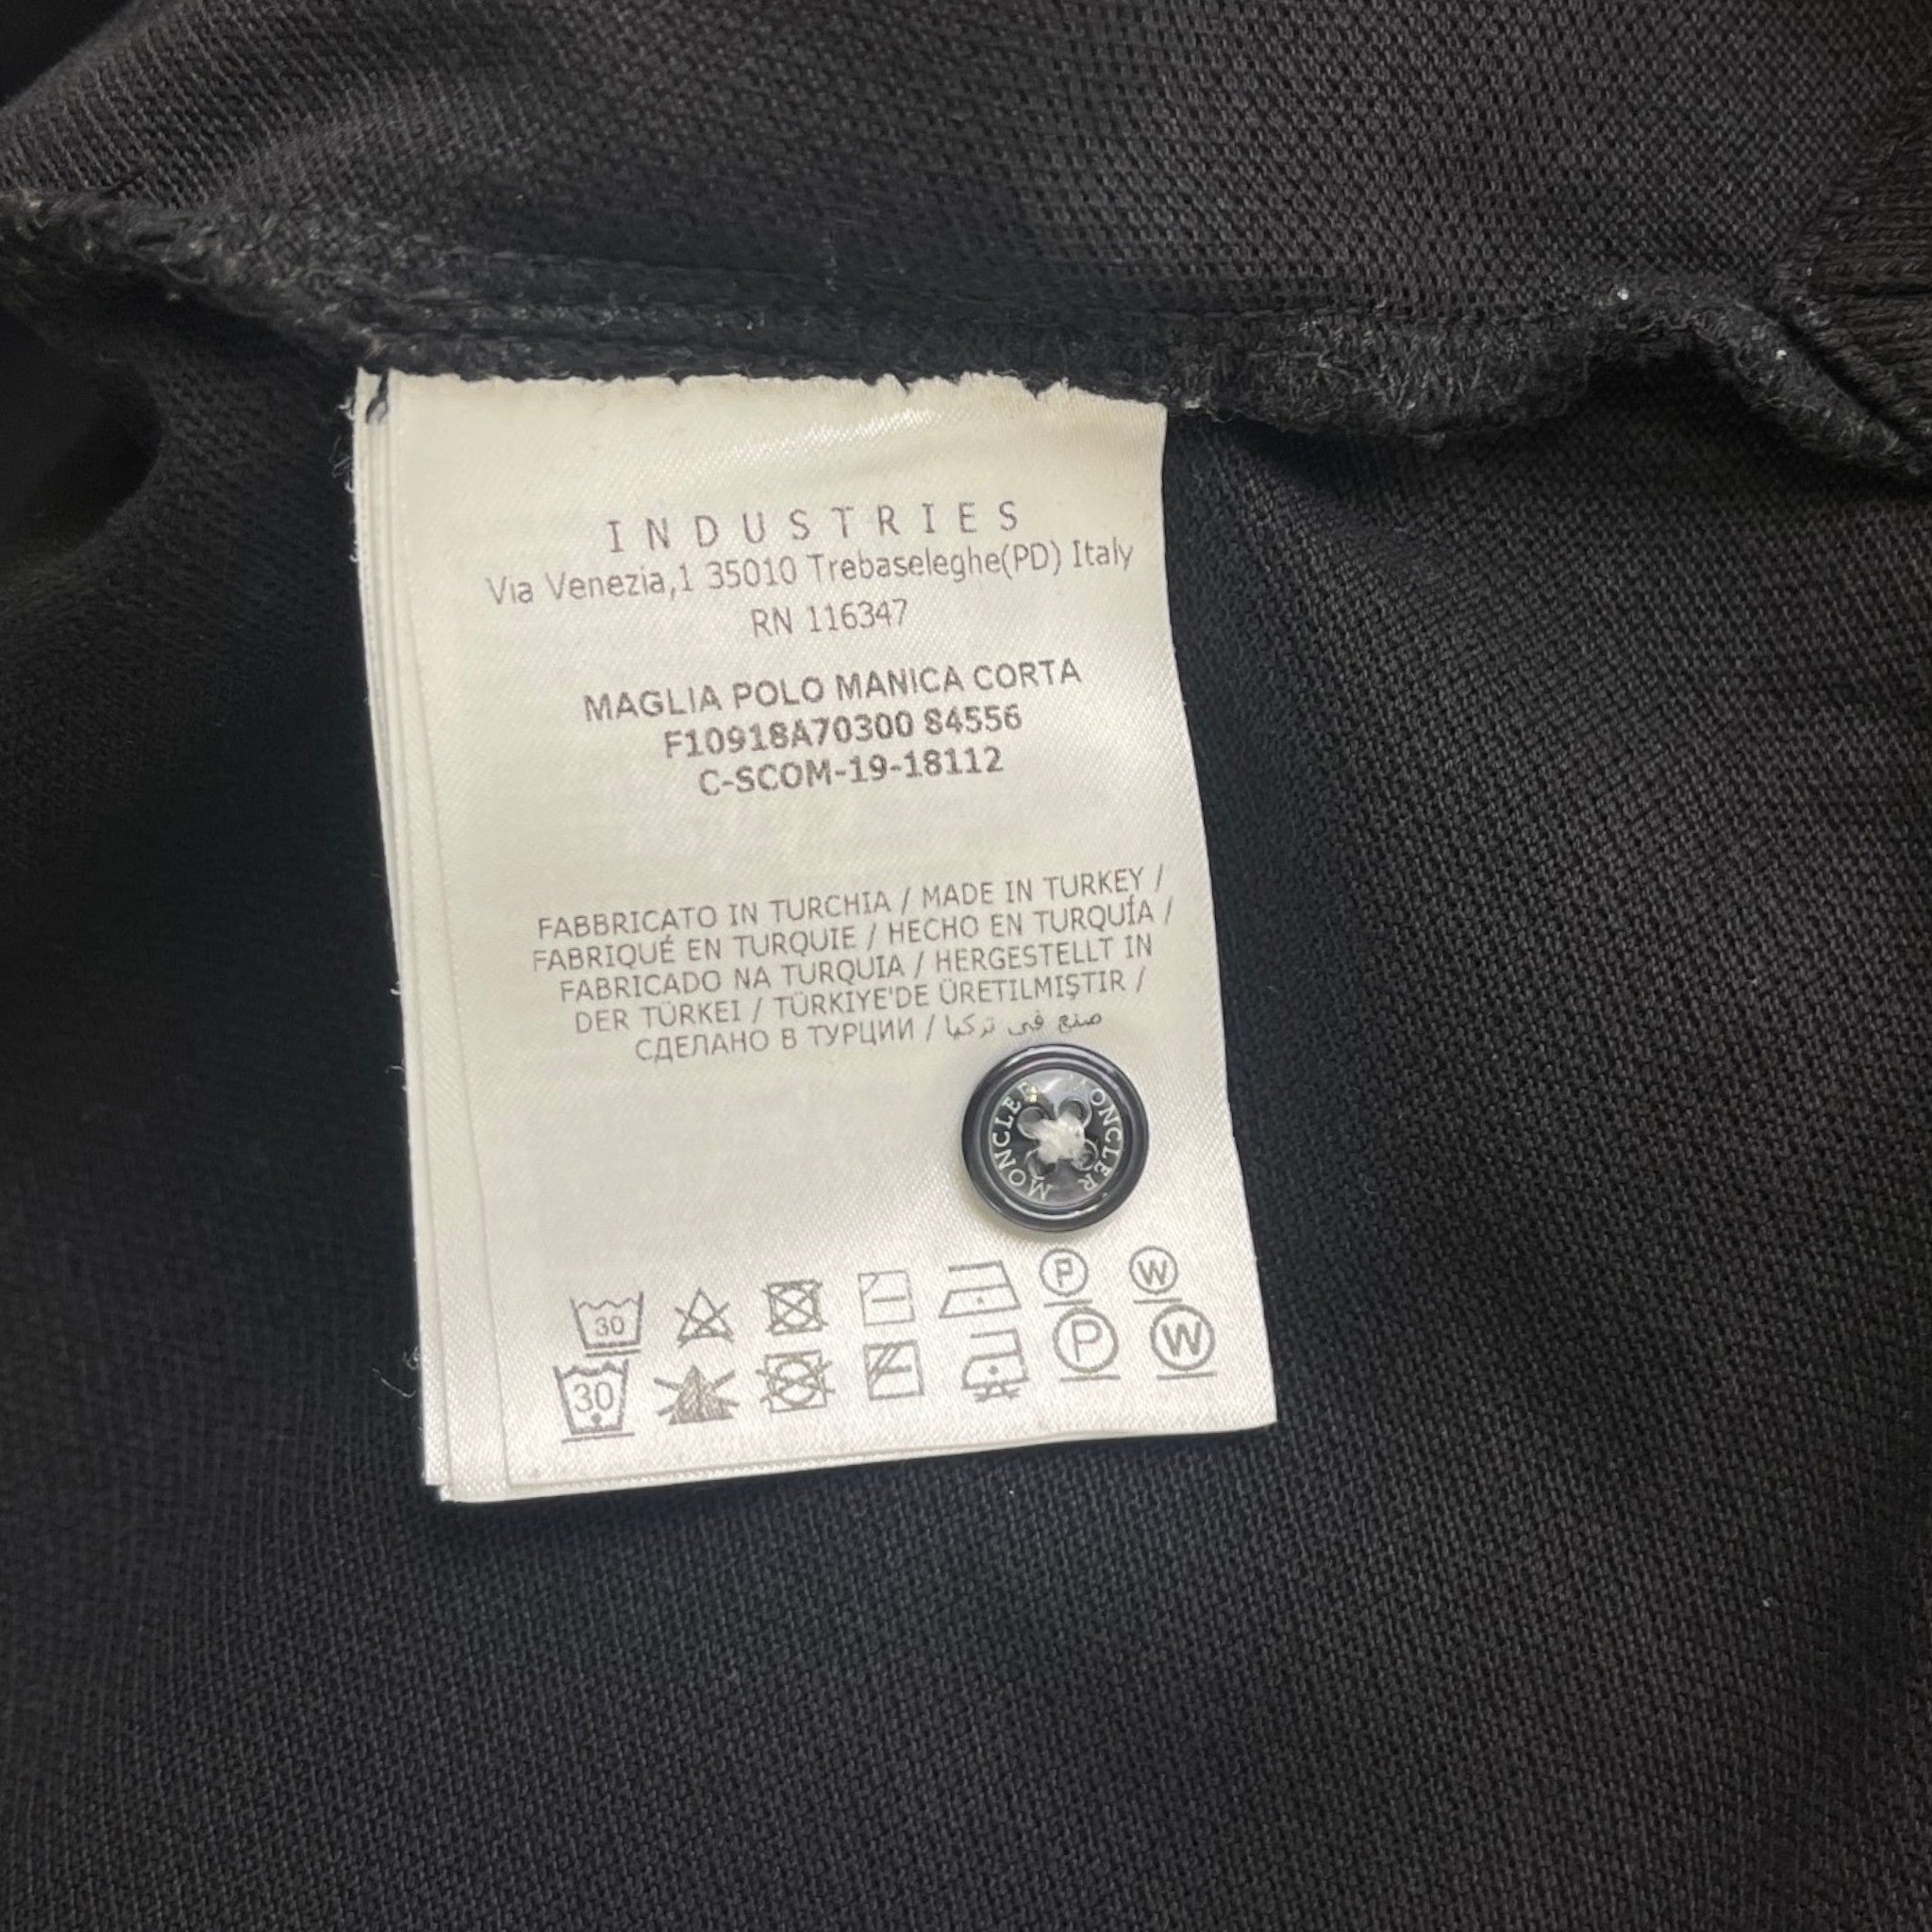 INDUSTRIES
Via Venezia,1 35010 Trebaseleghe(PD) Italy
RN 116347
MAGLIA POLO MANICA CORTA
F10918A70300 84556
C-SCOM-19-18112
FABBRICATO IN TURCHIA / MADE IN TURKEY /
FABRIQUÉ EN TURQUIE / HECHO EN TURQUÍA /
FABRICADO NA TURQUIA / HERGESTELLT IN
DER TÜRKEI / TÜRKIYE'DE ÜRETILMIŞTIR /
СДЕЛАНО В ТУРЦИИ / صنع في تركيا
MONCLER MONCLER
30 P W
30 P W